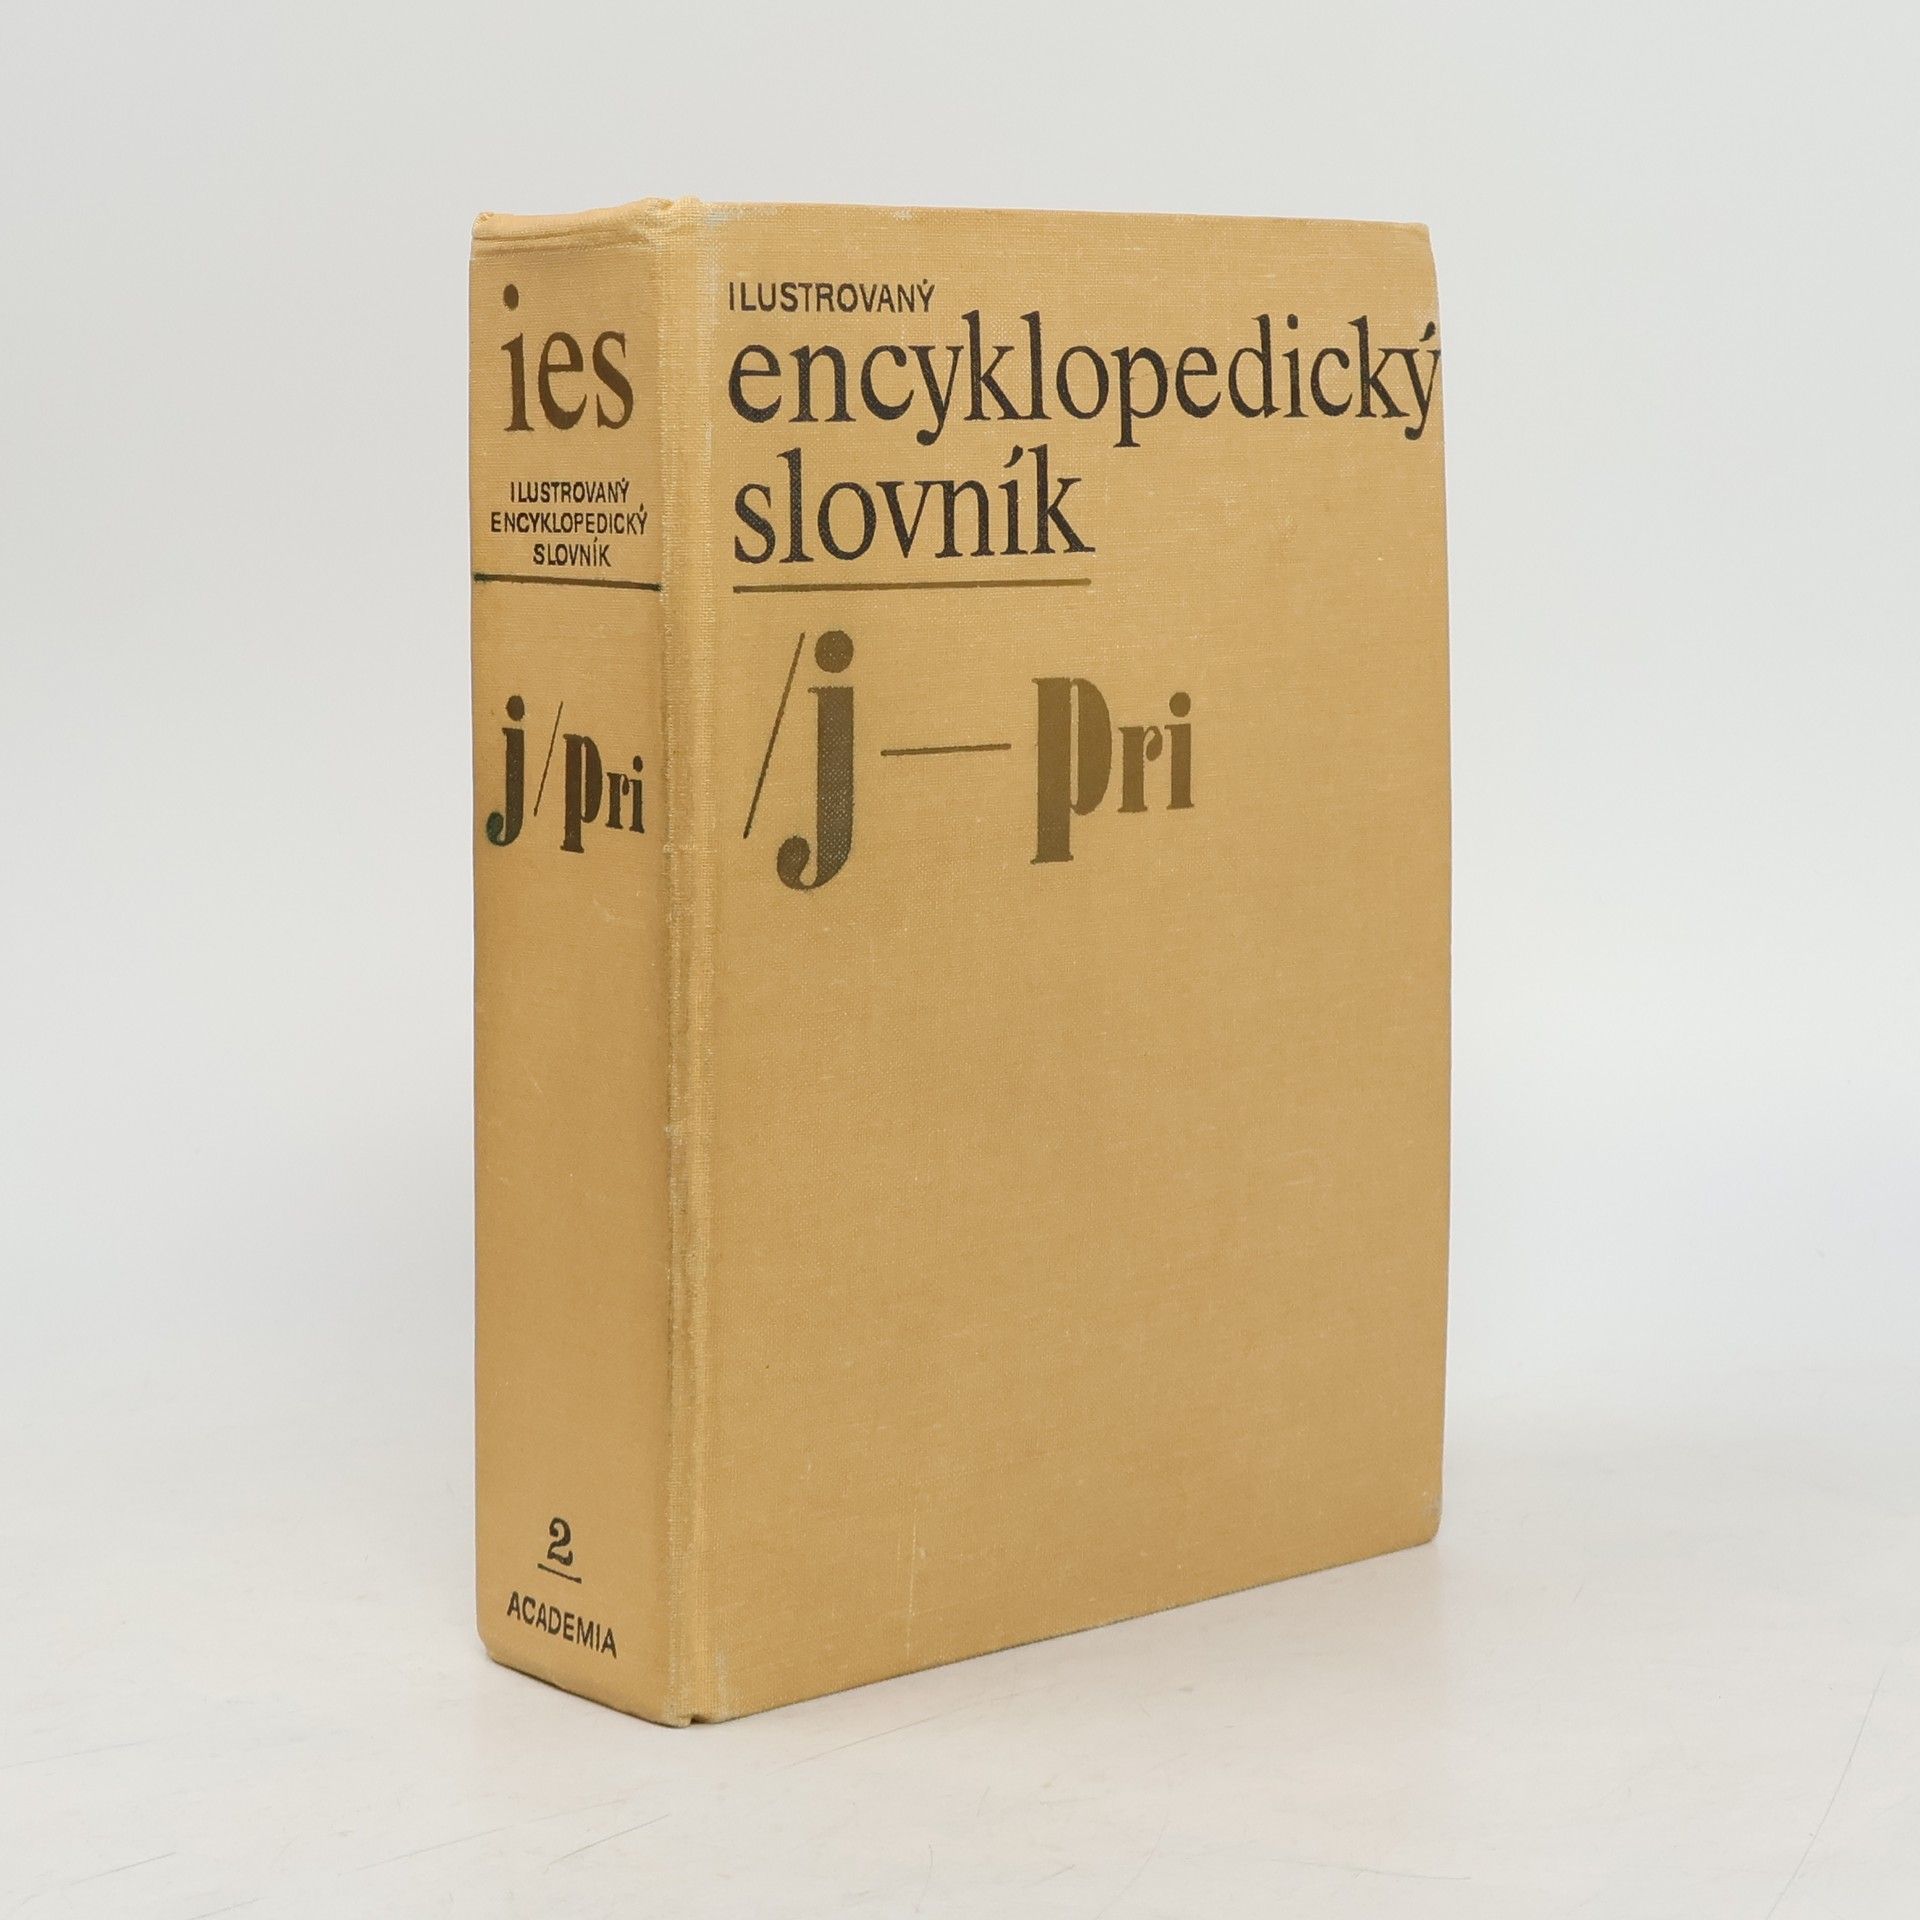 ies
ILUSTROVANÝ
ENCYKLOPEDICKÝ
SLOVNÍK
j/pri
2
ACADEMIA
ILUSTROVANÝ
encyklopedický
slovník
/j — pri